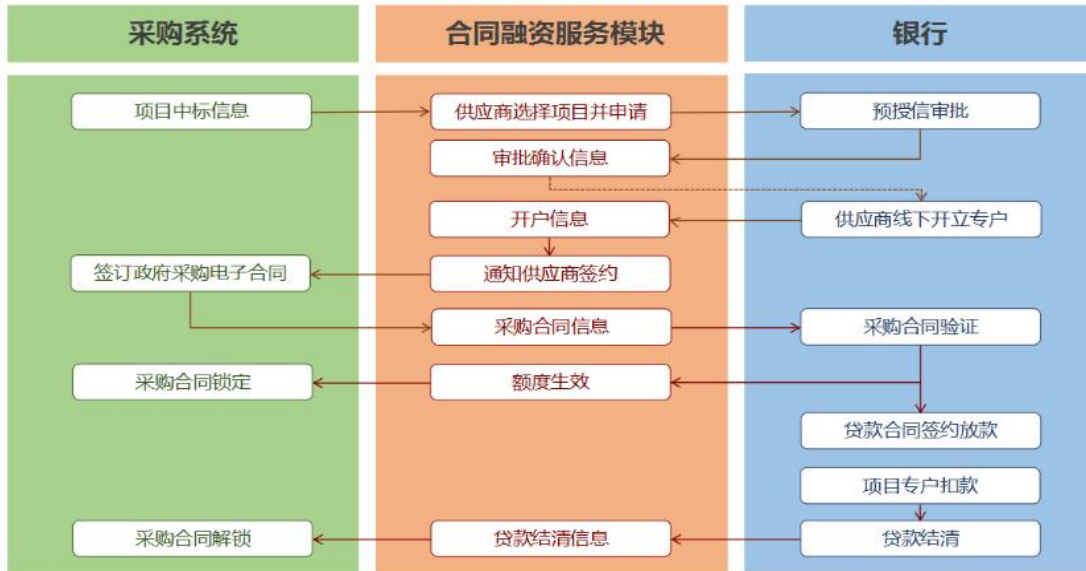 采购系统
合同融资服务模块
银行
项目中标信息
供应商选择项目并申请
预授信审批
审批确认信息
开户信息
供应商线下开立专户
签订政府采购电子合同
通知供应商签约
采购合同信息
采购合同验证
采购合同锁定
额度生效
贷款合同签约放款
项目专户扣款
采购合同解锁
贷款结清信息
贷款结清